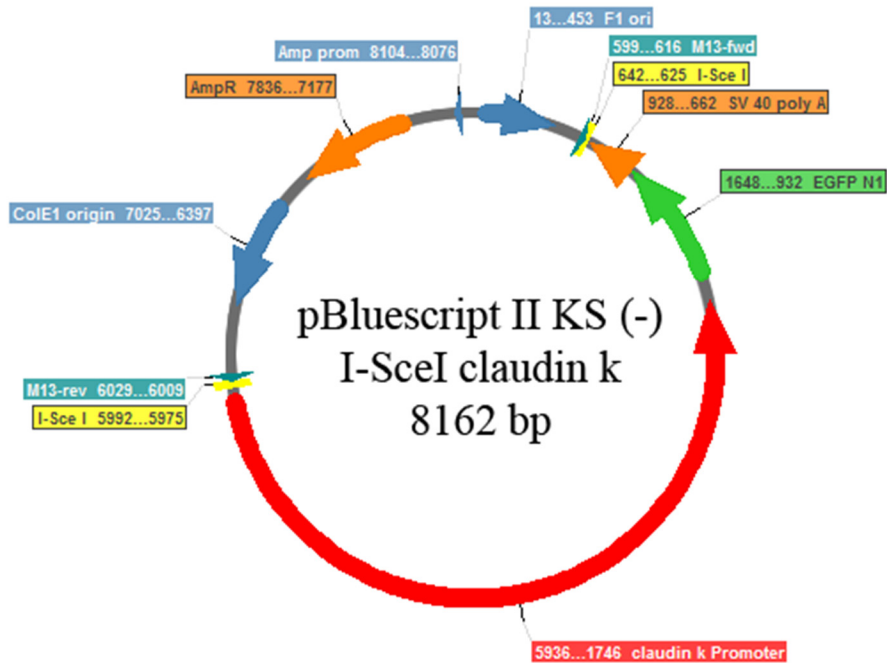 13...453 F1 ori
Amp prom 8104...8076
599...616 M13-fwd
642...625 I-Sce I
AmpR 7836...7177
928...662 SV 40 poly A
1648...932 EGFP N1
ColE1 origin 7025...6397
pBluescript II KS (-)
I-SceI claudin k
8162 bp
M13-rev 6029...6009
I-Sce I 5992...5975
5936...1746 claudin k Promoter